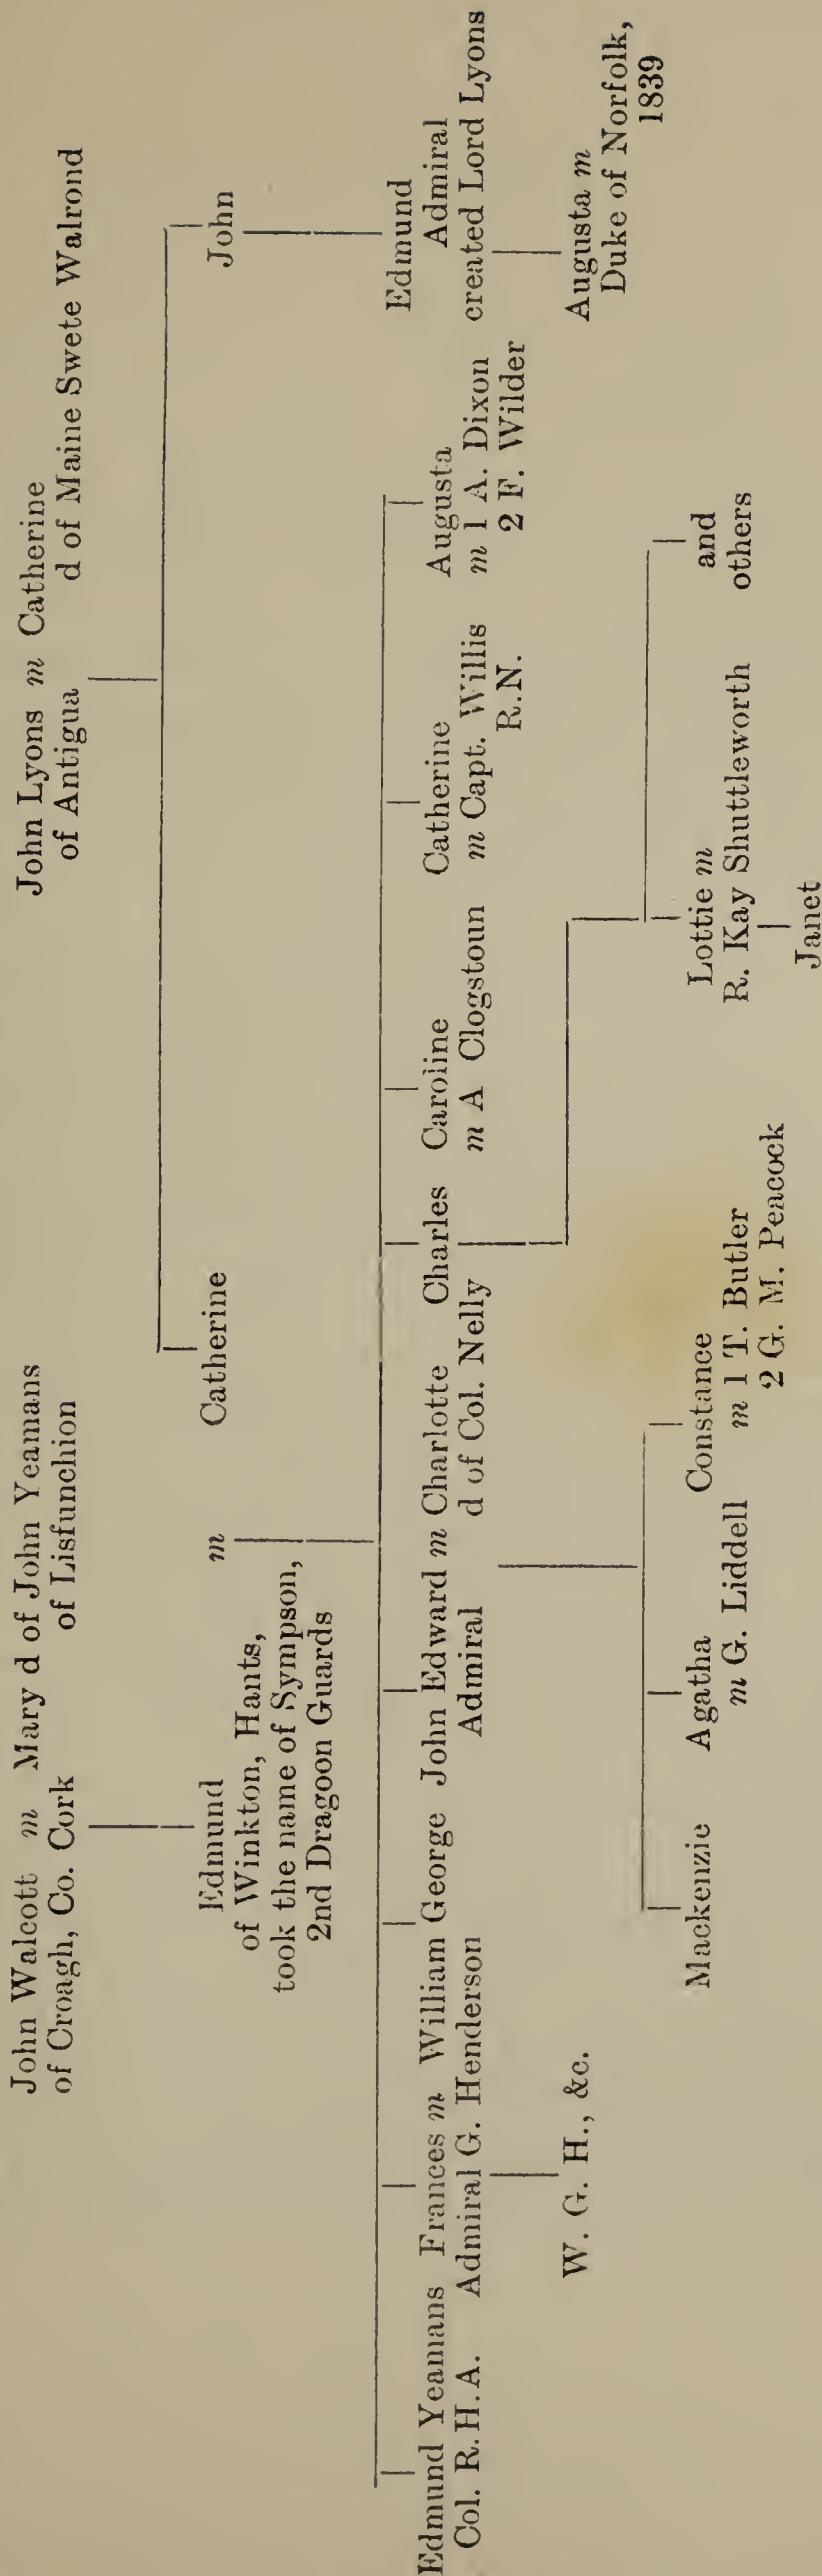 John Walcott m Mary d of John Yeamans
of Croagh, Co. Cork
of Lisfunchion
John Lyons m Catherine
of Antigua
d of Maine Swete Walrond
Edmund
of Winkton, Hants,
took the name of Sympson,
2nd Dragoon Guards
m
Catherine
John
Edmund Yeamans
Col. R.H.A.
Frances m
Admiral G. Henderson
William
George
John Edward m Charlotte
Admiral
d of Col. Nelly
Charles
Caroline
m A Clogstoun
Catherine
m Capt. Willis
R.N.
Augusta
m 1 A. Dixon
2 F. Wilder
Edmund
Admiral
created Lord Lyons
W. G. H., &c.
Augusta m
Duke of Norfolk,
1839
Mackenzie
Agatha
m G. Liddell
Constance
m 1 T. Butler
2 G. M. Peacock
Lottie m
R. Kay Shuttleworth
and
others
Janet